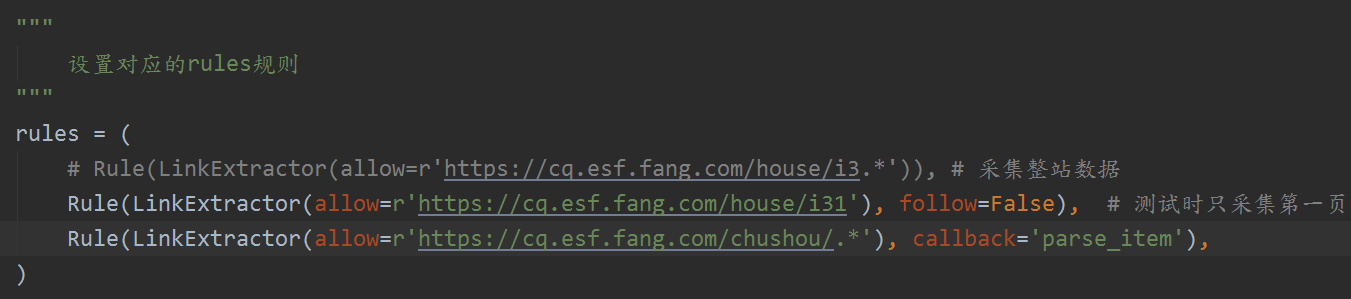 """
    设置对应的rules规则
"""
rules = (
    # Rule(LinkExtractor(allow=r'https://cq.esf.fang.com/house/i3.*')), # 采集整站数据
    Rule(LinkExtractor(allow=r'https://cq.esf.fang.com/house/i31'), follow=False),  # 测试时只采集第一页
    Rule(LinkExtractor(allow=r'https://cq.esf.fang.com/chushou/.*'), callback='parse_item'),
)